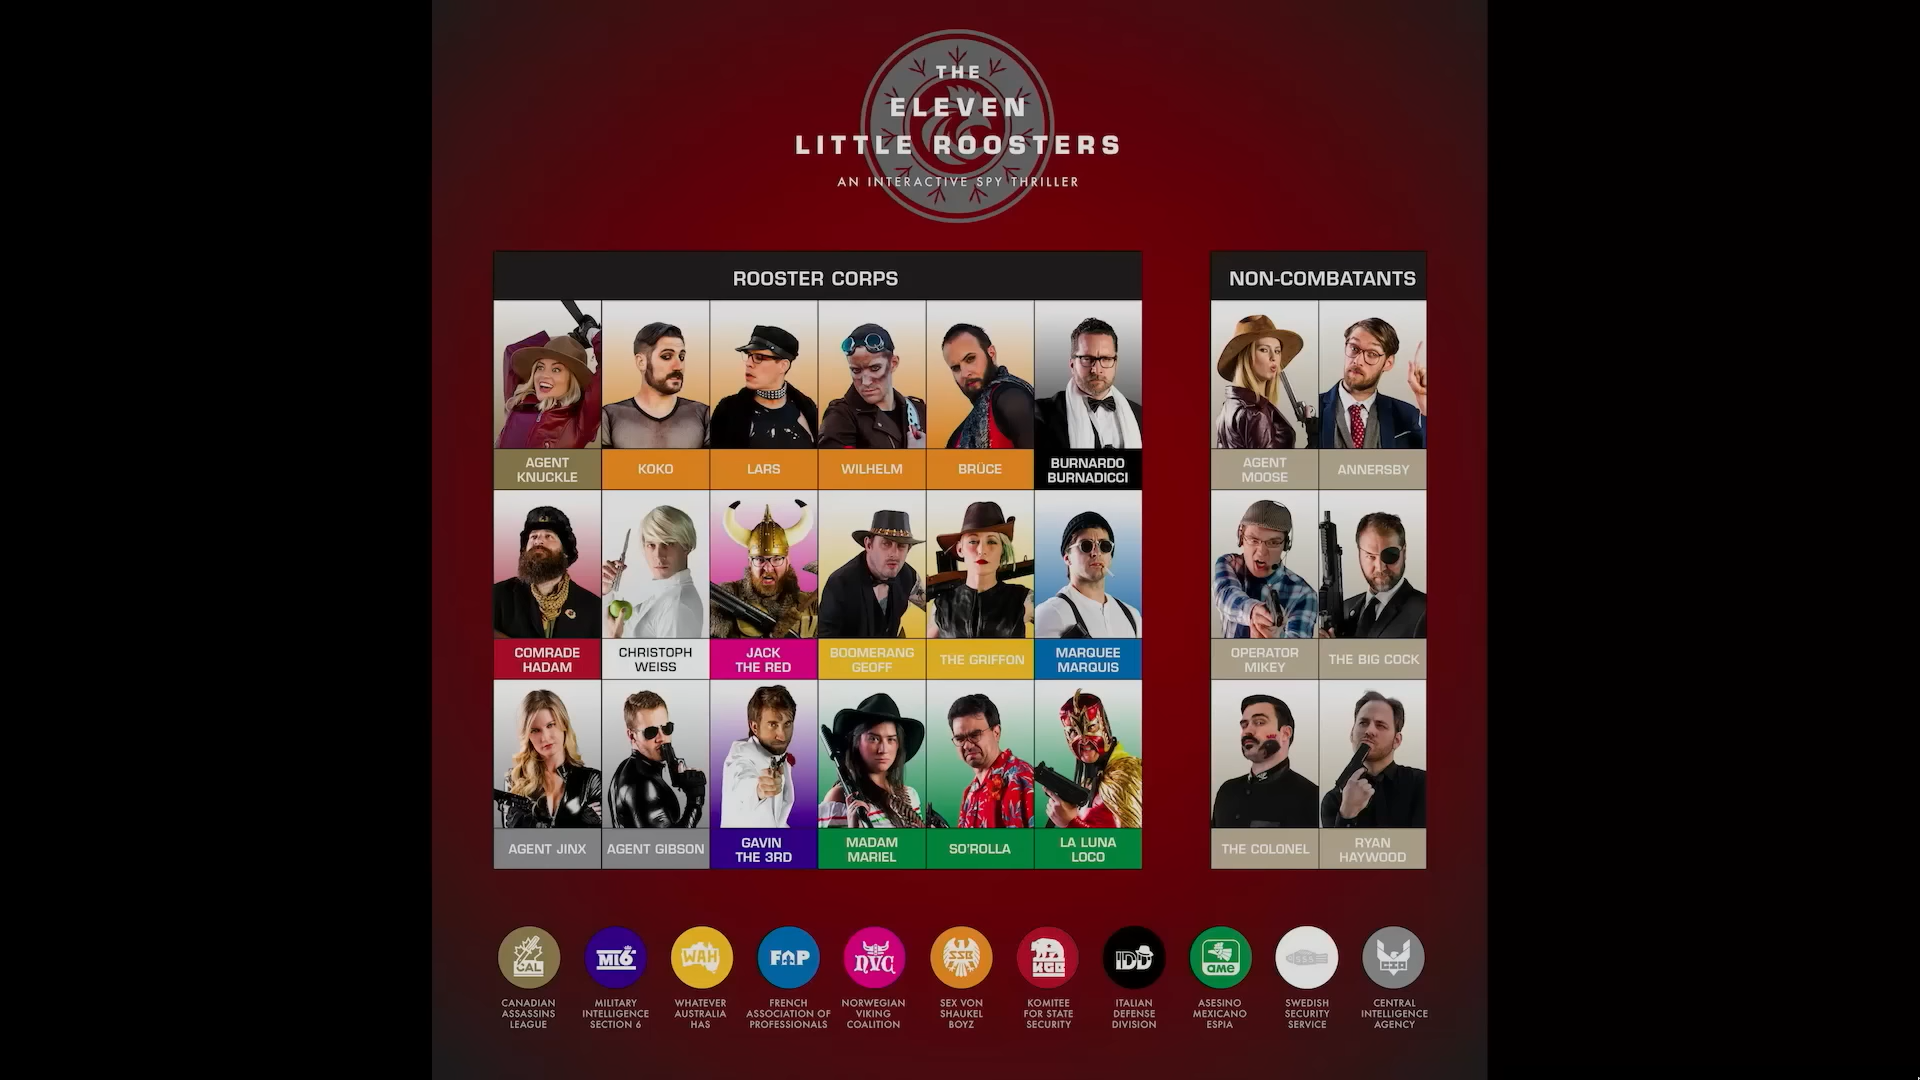 THE
ELEVEN
LITTLE ROOSTERS
AN INTERACTIVE SPY THRILLER
ROOSTER CORPS
AGENT
KNUCKLE
KOKO
LARS
WILHELM
BRÜCE
BURNARDO
BURNADICCI
COMRADE
HADAM
CHRISTOPH
WEISS
JACK
THE RED
BOOMERANG
GEOFF
THE GRIFFON
MARQUEE
MARQUIS
AGENT JINX
AGENT GIBSON
GAVIN
THE 3RD
MADAM
MARIEL
SO'ROLLA
LA LUNA
LOCO
NON-COMBATANTS
AGENT
MOOSE
ANNERSBY
OPERATOR
MIKEY
THE BIG COCK
THE COLONEL
RYAN
HAYWOOD
CAL
CANADIAN
ASSASSINS
LEAGUE
MI6
MILITARY
INTELLIGENCE
SECTION 6
WAH
WHATEVER
AUSTRALIA
HAS
FAP
FRENCH
ASSOCIATION OF
PROFESSIONALS
NVC
NORWEGIAN
VIKING
COALITION
SSB
SEX VON
SHAUKEL
BOYZ
KOMITEE
FOR STATE
SECURITY
IDD
ITALIAN
DEFENSE
DIVISION
AME
ASESINO
MEXICANO
ESPIA
SSS
SWEDISH
SECURITY
SERVICE
CIA
CENTRAL
INTELLIGENCE
AGENCY